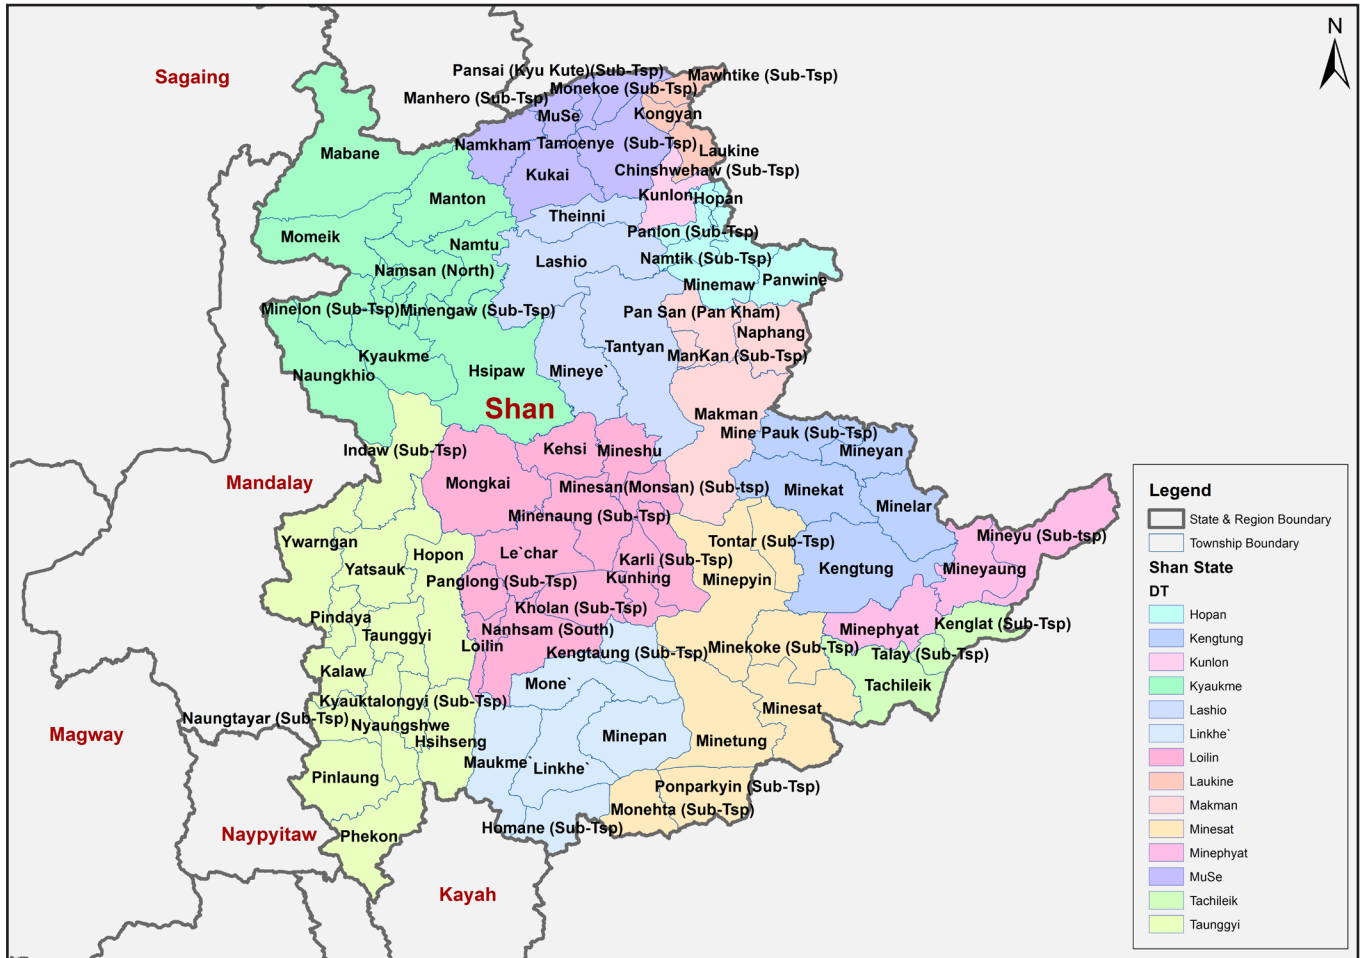 N
Sagaing
Pansai (Kyu Kute)(Sub-Tsp)
Mawhtike (Sub-Tsp)
Monekoe (Sub-Tsp)
Manhero (Sub-Tsp)
MuSe
Kongyan
Namkham
Tamoenye (Sub-Tsp)
Laukine
Mabane
Chinshwehaw (Sub-Tsp)
Kukai
Manton
Kunlon
Hopan
Theinni
Panlon (Sub-Tsp)
Momeik
Namtu
Lashio
Namtik (Sub-Tsp)
Namsan (North)
Minemaw
Panwine
Minelon (Sub-Tsp)
Minengaw (Sub-Tsp)
Pan San (Pan Kham)
Naphang
Tantyan
Kyaukme
ManKan (Sub-Tsp)
Naungkhio
Hsipaw
Mineye`
Shan
Makman
Mine Pauk (Sub-Tsp)
Indaw (Sub-Tsp)
Kehsi
Mineshu
Mineyan
Mandalay
Mongkai
Minesan(Monsan) (Sub-tsp)
Minekat
Minelar
Minenaung (Sub-Tsp)
Mineyu (Sub-tsp)
Ywarngan
Hopon
Le`char
Tontar (Sub-Tsp)
Karli (Sub-Tsp)
Yatsauk
Kengtung
Mineyaung
Panglong (Sub-Tsp)
Kunhing
Minepyin
Kholan (Sub-Tsp)
Pindaya
Taunggyi
Nanhsam (South)
Minephyat
Kenglat (Sub-Tsp)
Loilin
Kengtaung (Sub-Tsp)
Minekoke (Sub-Tsp)
Talay (Sub-Tsp)
Kalaw
Mone`
Tachileik
Kyauktalongyi (Sub-Tsp)
Minesat
Naungtayar (Sub-Tsp)
Nyaungshwe
Magway
Hsihseng
Minepan
Minetung
Maukme`
Linkhe`
Pinlaung
Ponparkyin (Sub-Tsp)
Monehta (Sub-Tsp)
Naypyitaw
Phekon
Homane (Sub-Tsp)
Kayah
Legend
State & Region Boundary
Township Boundary
Shan State
DT
Hopan
Kengtung
Kunlon
Kyaukme
Lashio
Linkhe`
Loilin
Laukine
Makman
Minesat
Minephyat
MuSe
Tachileik
Taunggyi